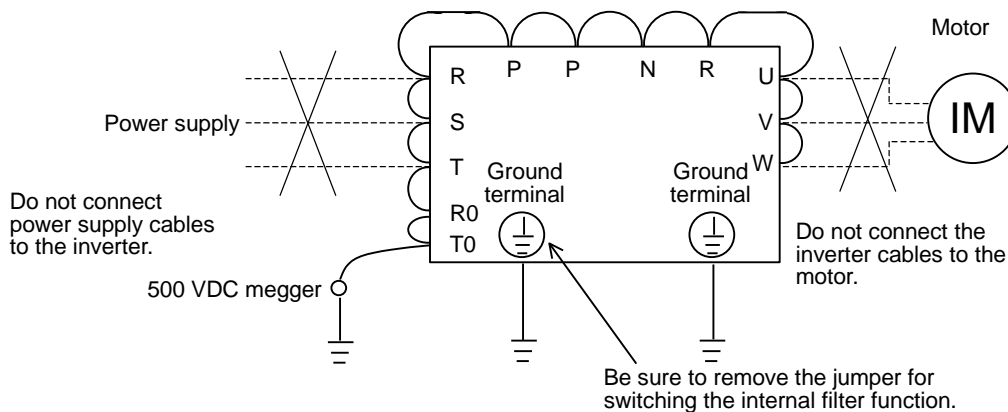 Motor
R
P
P
N
R
U
S
V
T
W
IM
Power supply
Ground
terminal
Ground
terminal
R0
T0
Do not connect
power supply cables
to the inverter.
Do not connect the
inverter cables to the
motor.
500 VDC megger
Be sure to remove the jumper for
switching the internal filter function.